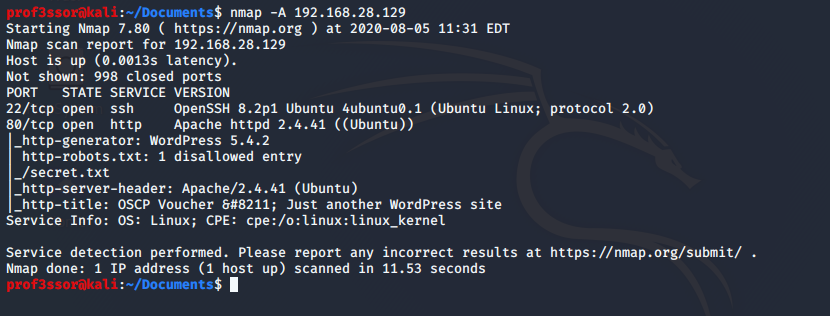 prof3ssor@kali:~/Documents$ nmap -A 192.168.28.129
Starting Nmap 7.80 ( https://nmap.org ) at 2020-08-05 11:31 EDT
Nmap scan report for 192.168.28.129
Host is up (0.0013s latency).
Not shown: 998 closed ports
PORT   STATE SERVICE VERSION
22/tcp open  ssh     OpenSSH 8.2p1 Ubuntu 4ubuntu0.1 (Ubuntu Linux; protocol 2.0)
80/tcp open  http    Apache httpd 2.4.41 ((Ubuntu))
|_http-generator: WordPress 5.4.2
| http-robots.txt: 1 disallowed entry
|_/secret.txt
|_http-server-header: Apache/2.4.41 (Ubuntu)
|_http-title: OSCP Voucher &#8211; Just another WordPress site
Service Info: OS: Linux; CPE: cpe:/o:linux:linux_kernel
Service detection performed. Please report any incorrect results at https://nmap.org/submit/ .
Nmap done: 1 IP address (1 host up) scanned in 11.53 seconds
prof3ssor@kali:~/Documents$